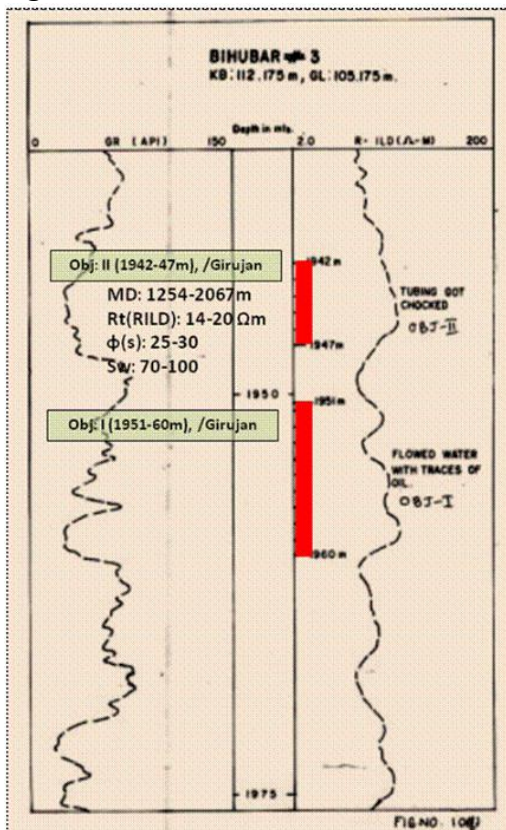 BIHUBAR # 3
KB:112.175 m, GL:105.175 m.
Depth in mts.
0 GR (API) 150 2.0 R- ILD(Ω-M) 200
Obj: II (1942-47m), /Girujan
1942 m
MD: 1254-2067m
Rt(RILD): 14-20 Ωm
ϕ(s): 25-30
Sw: 70-100
TUBING GOT
CHOCKED
OBJ-II
1947m
1950
1951m
Obj: I (1951-60m), /Girujan
FLOWED WATER
WITH TRACES OF
OIL.
OBJ-I
1960 m
1975
FIG NO. 10